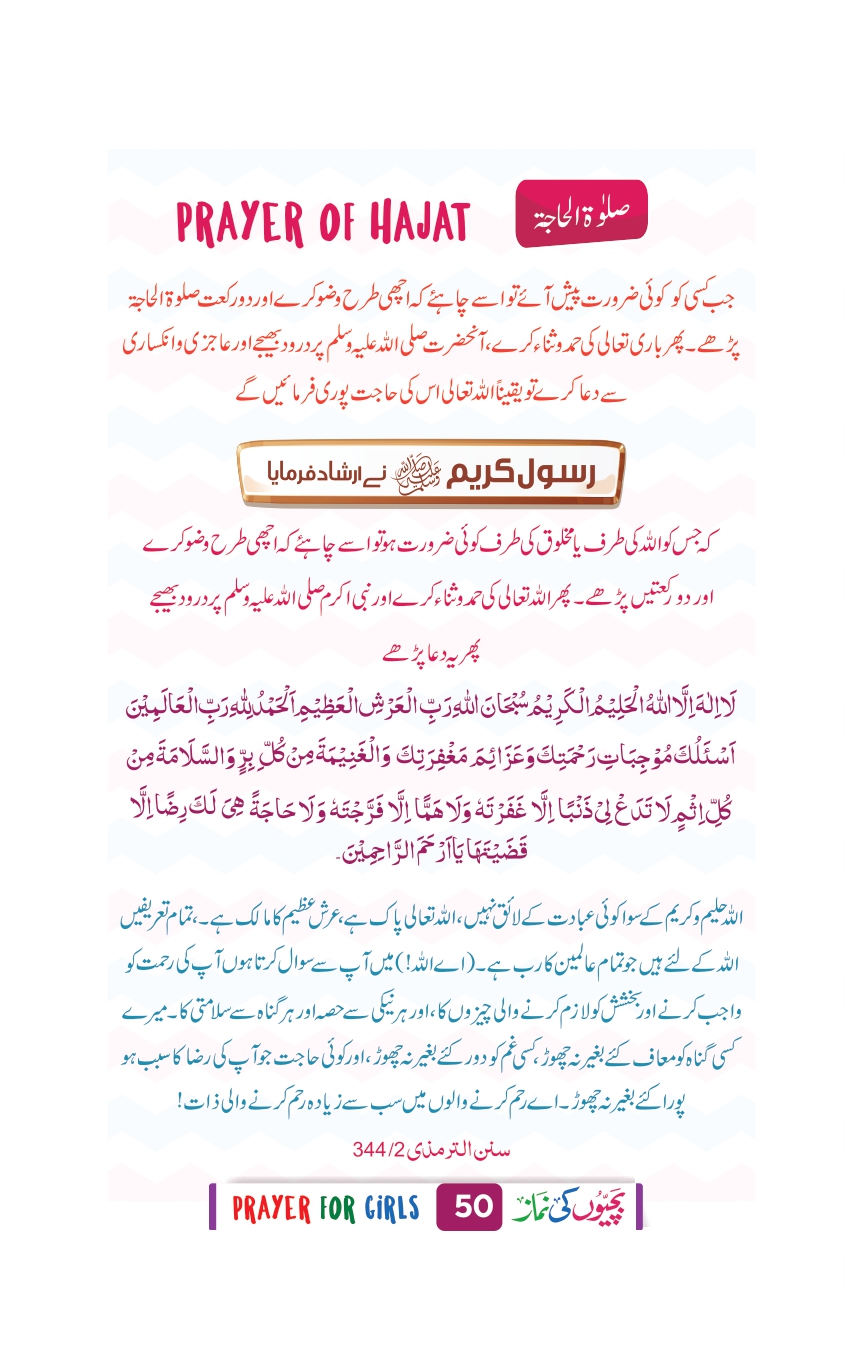 PRAYER OF HAJAT صلوٰۃ الحاجۃ
جب کسی کو کوئی ضرورت پیش آئے تو اسے چاہئے کہ اچھی طرح وضو کرے اور دو رکعت صلوۃ الحاجۃ
پڑھے۔ پھر باری تعالی کی حمد و ثناء کرے، آنحضرت صلی اللہ علیہ وسلم پر درود بھیجے اور عاجزی و انکساری
سے دعا کرے تو یقیناً اللہ تعالی اس کی حاجت پوری فرمائیں گے
رسول کریم صلی اللہ علیہ وسلم نے ارشاد فرمایا
کہ جس کو اللہ کی طرف یا مخلوق کی طرف کوئی ضرورت ہو تو اسے چاہئے کہ اچھی طرح وضو کرے
اور دو رکعتیں پڑھے۔ پھر اللہ تعالی کی حمد و ثناء کرے اور نبی اکرم صلی اللہ علیہ وسلم پر درود بھیجے
پھر یہ دعا پڑھے
لَا اِلٰهَ اِلَّا اللهُ الْحَلِيْمُ الْكَرِيْمُ سُبْحَانَ اللهِ رَبِّ الْعَرْشِ الْعَظِيْمِ اَلْحَمْدُ لِلّٰهِ رَبِّ الْعَالَمِيْنَ
اَسْئَلُكَ مُوْجِبَاتِ رَحْمَتِكَ وَعَزَائِمَ مَغْفِرَتِكَ وَالْغَنِيْمَةَ مِنْ كُلِّ بِرٍّ وَالسَّلَامَةَ مِنْ
كُلِّ اِثْمٍ لَا تَدَعْ لِيْ ذَنْبًا اِلَّا غَفَرْتَهٗ وَلَا هَمًّا اِلَّا فَرَّجْتَهٗ وَلَا حَاجَةً هِيَ لَكَ رِضًا اِلَّا
قَضَيْتَهَا يَا اَرْحَمَ الرَّاحِمِيْنَ۔
اللہ حلیم و کریم کے سوا کوئی عبادت کے لائق نہیں، اللہ تعالی پاک ہے، عرش عظیم کا مالک ہے۔، تمام تعریفیں
اللہ کے لئے ہیں جو تمام عالمین کا رب ہے۔ (اے اللہ!) میں آپ سے سوال کرتا ہوں آپ کی رحمت کو
واجب کرنے اور بخشش کو لازم کرنے والی چیزوں کا، اور ہر نیکی سے حصہ اور ہر گناہ سے سلامتی کا۔ میرے
کسی گناہ کو معاف کئے بغیر نہ چھوڑ، کسی غم کو دور کئے بغیر نہ چھوڑ، اور کوئی حاجت جو آپ کی رضا کا سبب ہو
پورا کئے بغیر نہ چھوڑ۔ اے رحم کرنے والوں میں سب سے زیادہ رحم کرنے والی ذات!
سنن الترمذی 344/2
PRAYER FOR GiRLS 50 بچیوں کی نماز